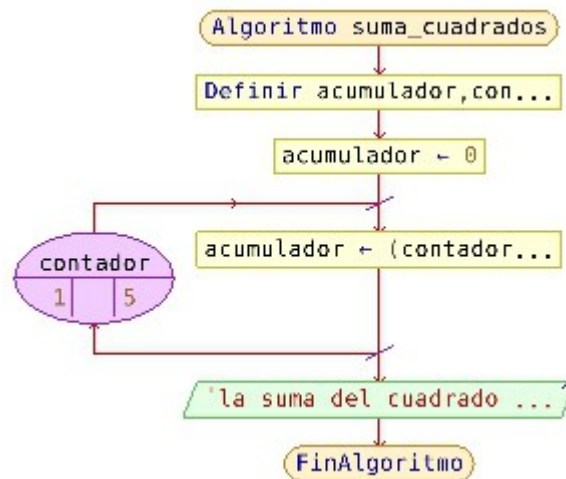 Algoritmo suma_cuadrados
Definir acumulador,con...
acumulador ← 0
acumulador ← (contador...
contador
1 5
'la suma del cuadrado ...
FinAlgoritmo